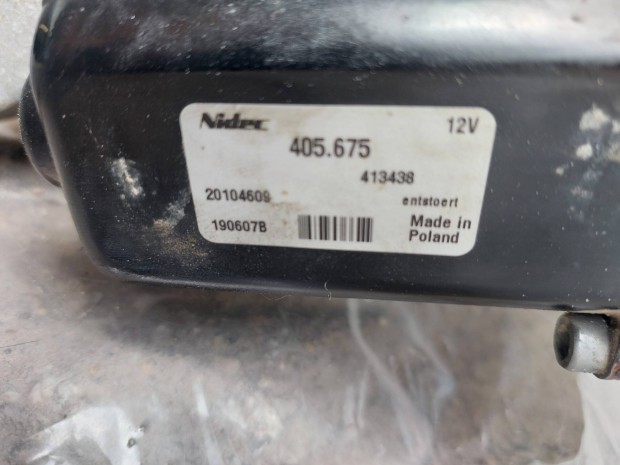 Nidec 12V
405.675
413438
20104609 entstoert
190607B Made in
Poland